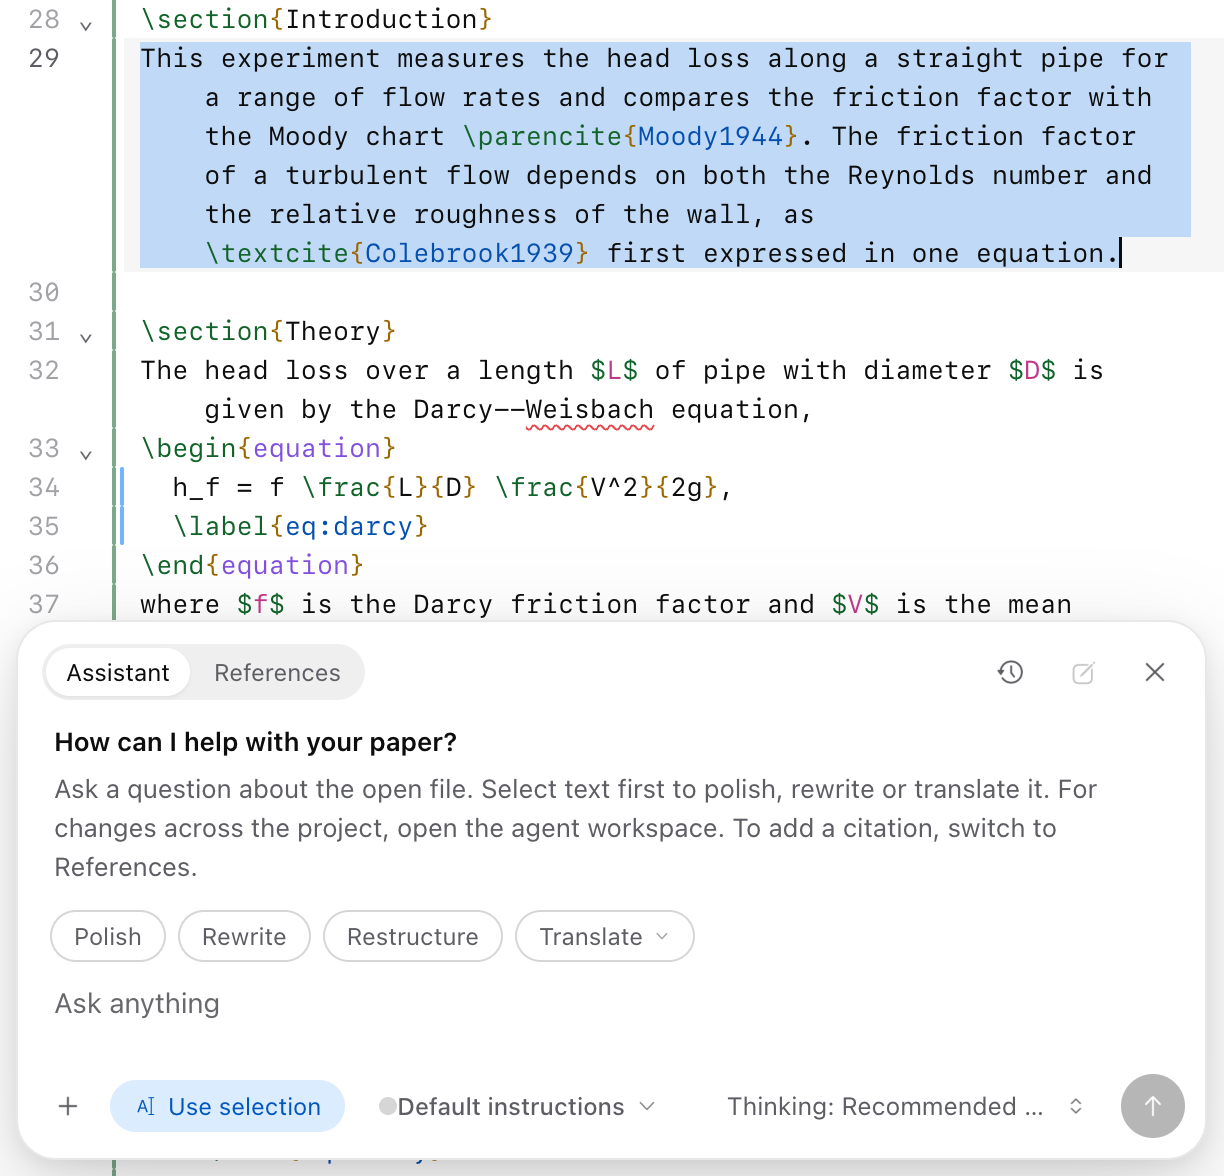 28 \section{Introduction}
29 This experiment measures the head loss along a straight pipe for
a range of flow rates and compares the friction factor with
the Moody chart \parencite{Moody1944}. The friction factor
of a turbulent flow depends on both the Reynolds number and
the relative roughness of the wall, as
\textcite{Colebrook1939} first expressed in one equation.
30
31 \section{Theory}
32 The head loss over a length $L$ of pipe with diameter $D$ is
given by the Darcy--Weisbach equation,
33 \begin{equation}
34 h_f = f \frac{L}{D} \frac{V^2}{2g},
35 \label{eq:darcy}
36 \end{equation}
37 where $f$ is the Darcy friction factor and $V$ is the mean
Assistant References
How can I help with your paper?
Ask a question about the open file. Select text first to polish, rewrite or translate it. For
changes across the project, open the agent workspace. To add a citation, switch to
References.
Polish Rewrite Restructure Translate
Ask anything
Use selection Default instructions Thinking: Recommended ...